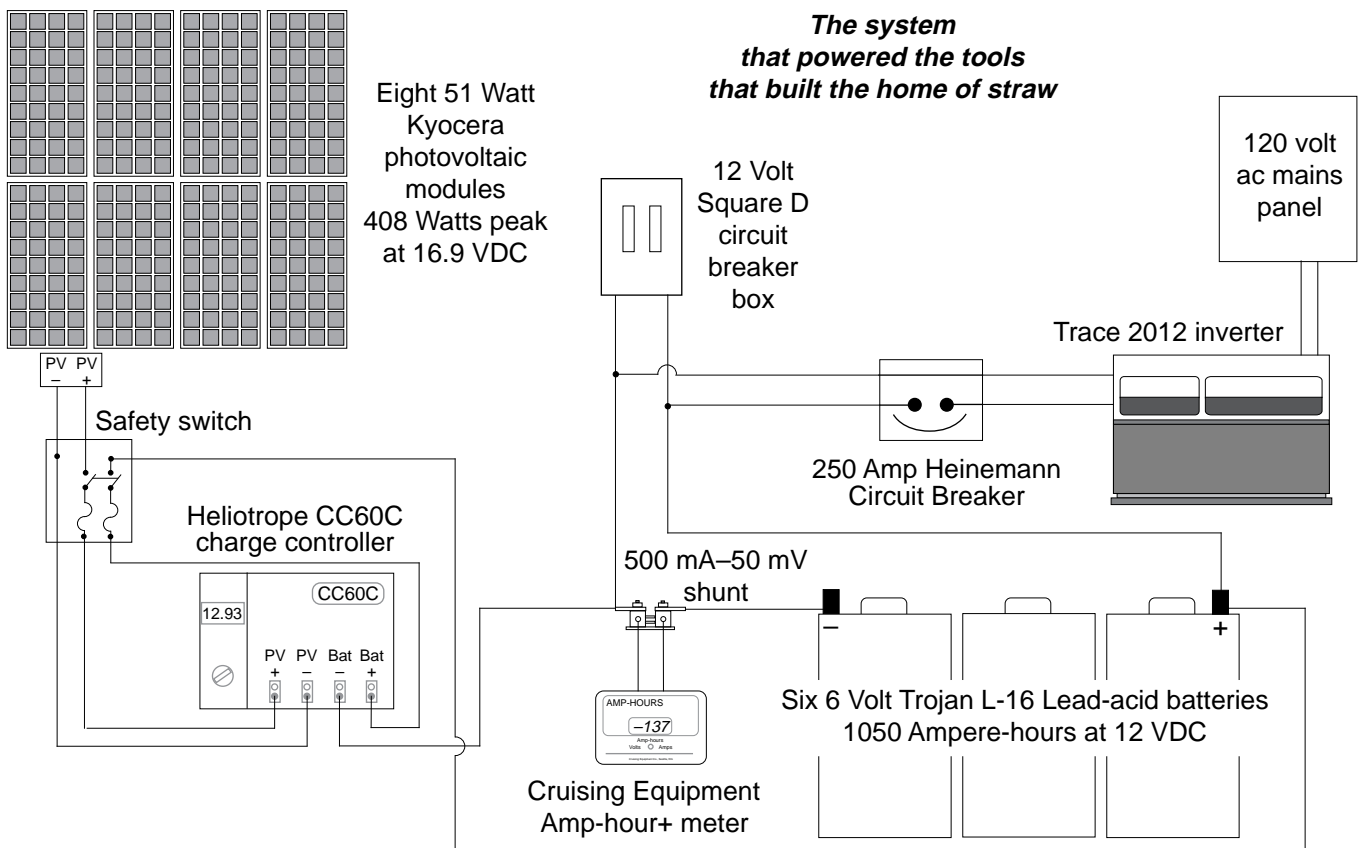 The system
that powered the tools
that built the home of straw
Eight 51 Watt
Kyocera
photovoltaic
modules
408 Watts peak
at 16.9 VDC
12 Volt
Square D
circuit
breaker
box
120 volt
ac mains
panel
Trace 2012 inverter
PV PV
– +
Safety switch
250 Amp Heinemann
Circuit Breaker
Heliotrope CC60C
charge controller
CC60C
12.93
PV PV Bat Bat
+ – – +
500 mA–50 mV
shunt
– +
AMP-HOURS
–137
Amp-hours
Volts Amps
Six 6 Volt Trojan L-16 Lead-acid batteries
1050 Ampere-hours at 12 VDC
Cruising Equipment
Amp-hour+ meter